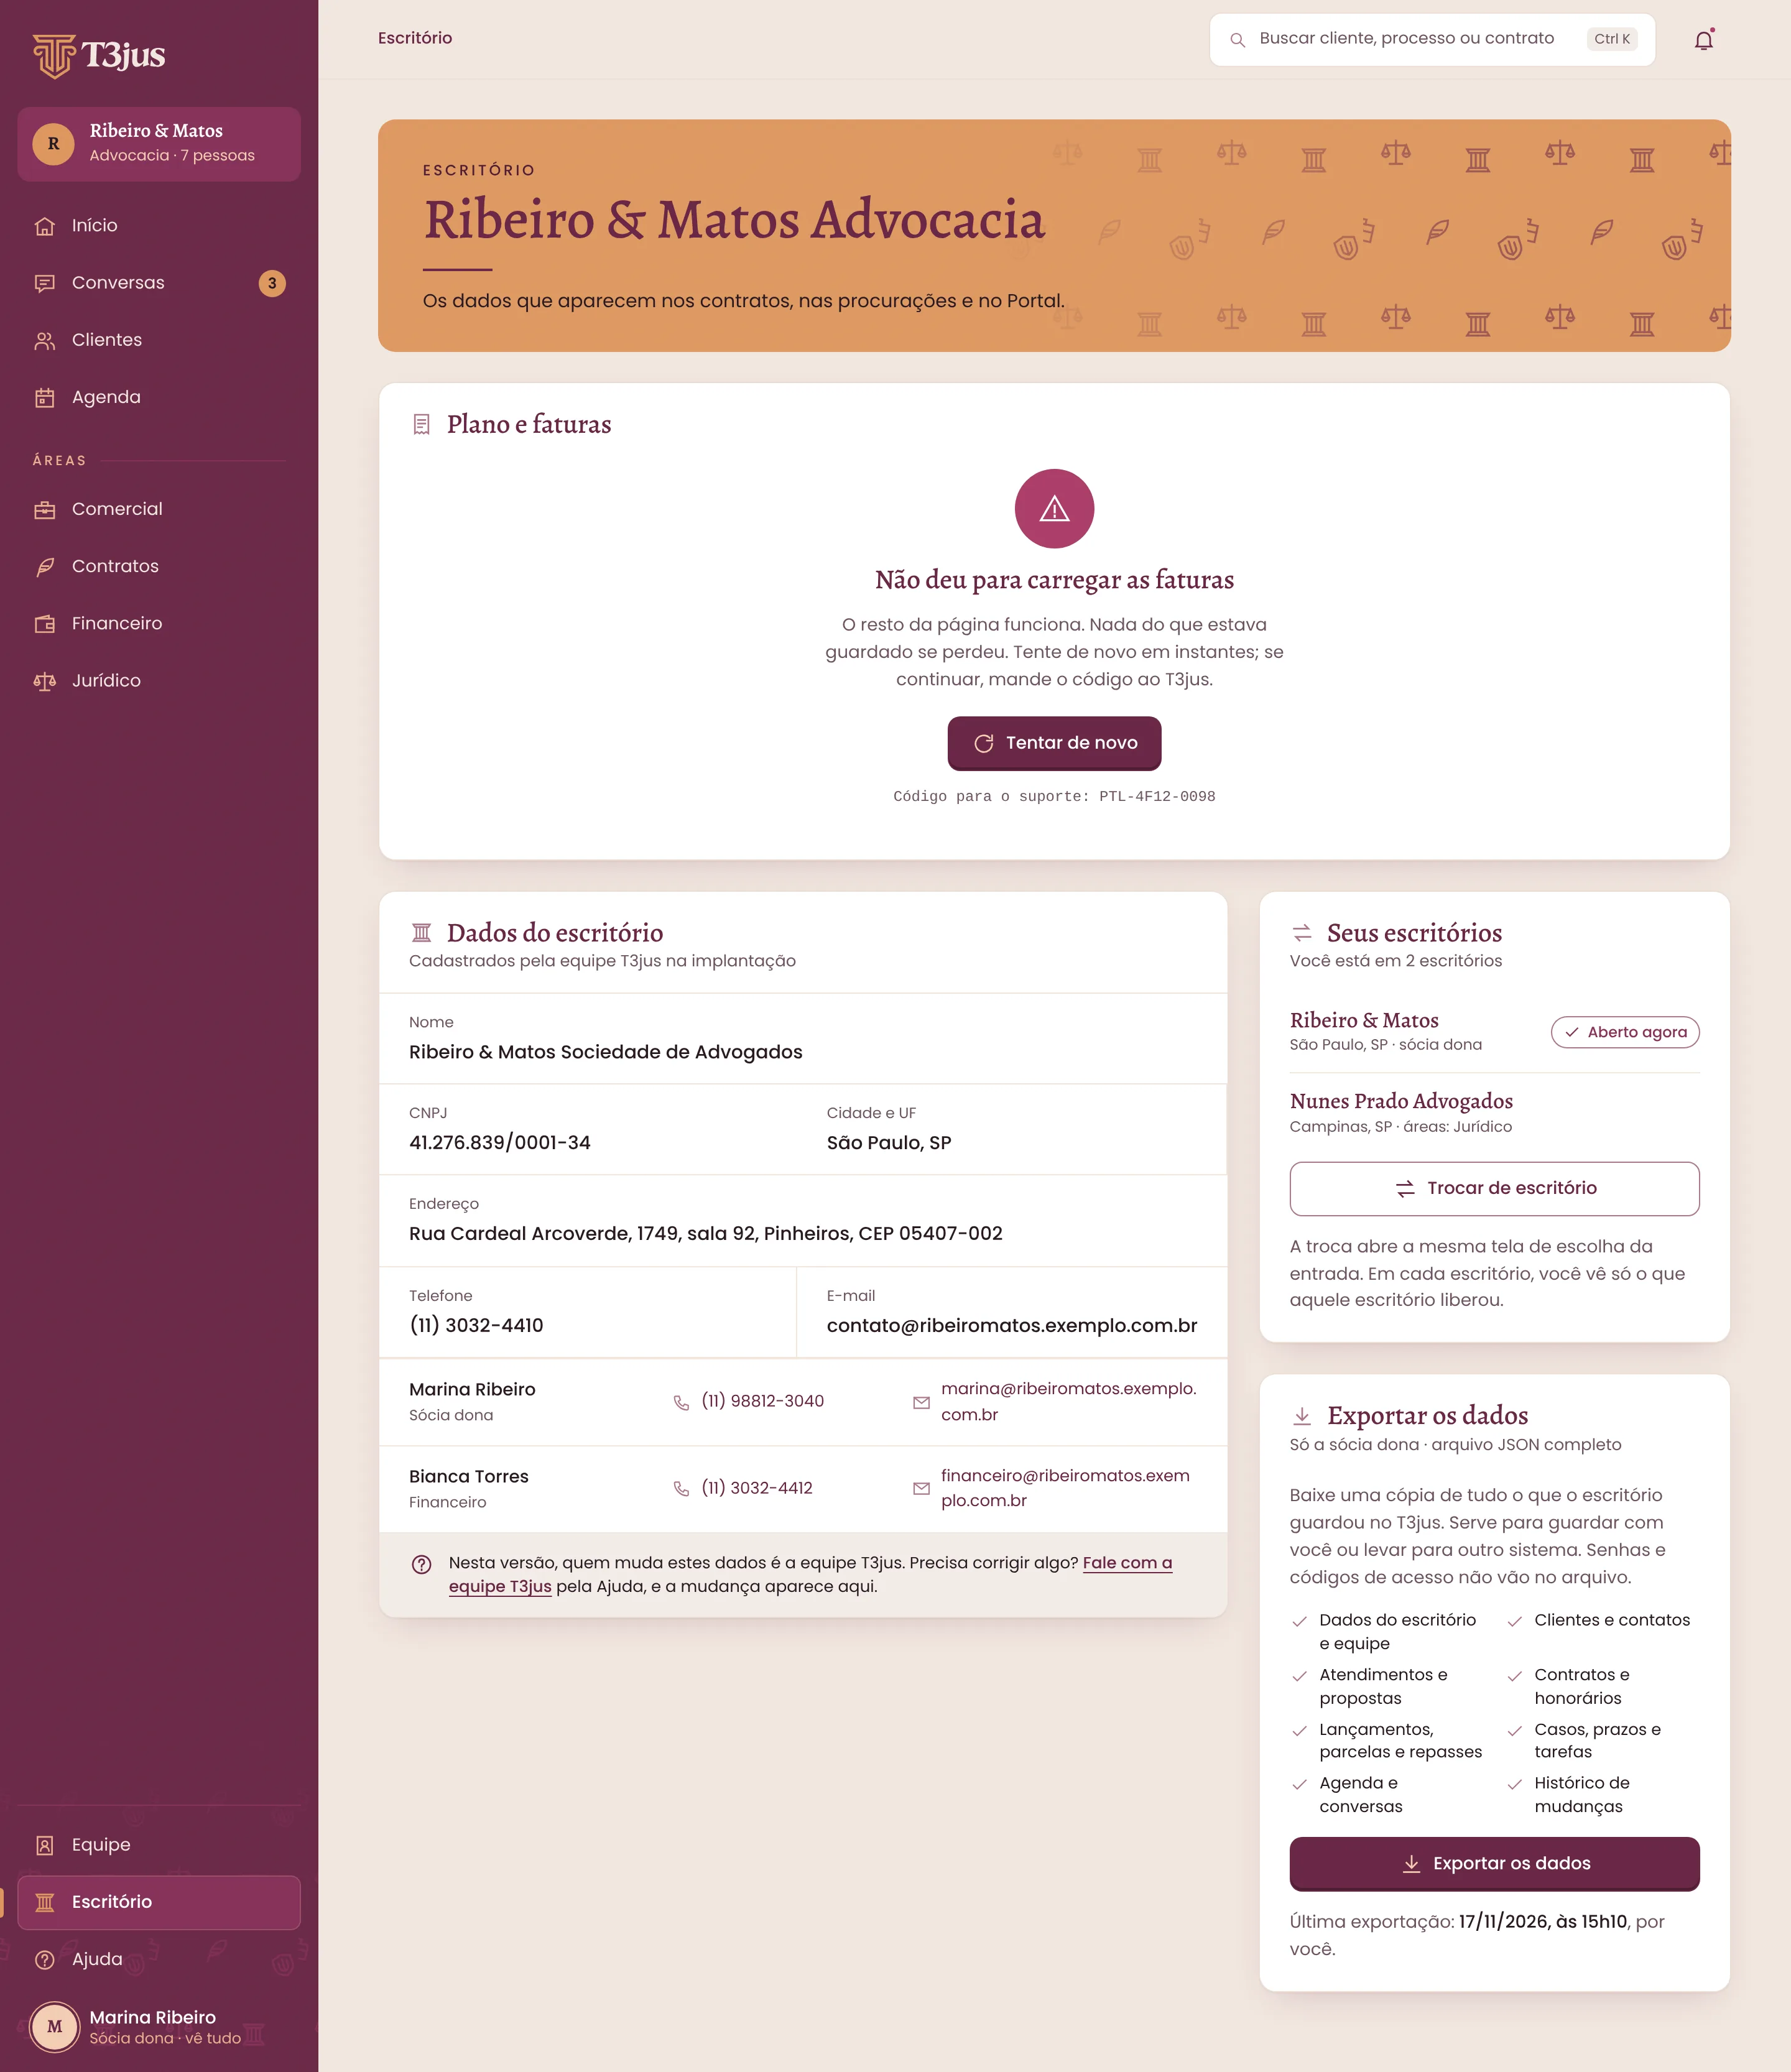 T3jus
R
Ribeiro & Matos
Advocacia · 7 pessoas
Início
Conversas
3
Clientes
Agenda
ÁREAS
Comercial
Contratos
Financeiro
Jurídico
Equipe
Escritório
Ajuda
M
Marina Ribeiro
Sócia dona · vê tudo
Escritório
Buscar cliente, processo ou contrato
Ctrl K
ESCRITÓRIO
Ribeiro & Matos Advocacia
Os dados que aparecem nos contratos, nas procurações e no Portal.
Plano e faturas
Não deu para carregar as faturas
O resto da página funciona. Nada do que estava
guardado se perdeu. Tente de novo em instantes; se
continuar, mande o código ao T3jus.
Tentar de novo
Código para o suporte: PTL-4F12-0098
Dados do escritório
Cadastrados pela equipe T3jus na implantação
Nome
Ribeiro & Matos Sociedade de Advogados
CNPJ
41.276.839/0001-34
Cidade e UF
São Paulo, SP
Endereço
Rua Cardeal Arcoverde, 1749, sala 92, Pinheiros, CEP 05407-002
Telefone
(11) 3032-4410
E-mail
contato@ribeiromatos.exemplo.com.br
Marina Ribeiro
Sócia dona
(11) 98812-3040
marina@ribeiromatos.exemplo.
com.br
Bianca Torres
Financeiro
(11) 3032-4412
financeiro@ribeiromatos.exem
plo.com.br
Nesta versão, quem muda estes dados é a equipe T3jus. Precisa corrigir algo? Fale com a
equipe T3jus pela Ajuda, e a mudança aparece aqui.
Seus escritórios
Você está em 2 escritórios
Ribeiro & Matos
São Paulo, SP · sócia dona
Aberto agora
Nunes Prado Advogados
Campinas, SP · áreas: Jurídico
Trocar de escritório
A troca abre a mesma tela de escolha da
entrada. Em cada escritório, você vê só o que
aquele escritório liberou.
Exportar os dados
Só a sócia dona · arquivo JSON completo
Baixe uma cópia de tudo o que o escritório
guardou no T3jus. Serve para guardar com
você ou levar para outro sistema. Senhas e
códigos de acesso não vão no arquivo.
Dados do escritório
e equipe
Clientes e contatos
Atendimentos e
propostas
Contratos e
honorários
Lançamentos,
parcelas e repasses
Casos, prazos e
tarefas
Agenda e
conversas
Histórico de
mudanças
Exportar os dados
Última exportação: 17/11/2026, às 15h10, por
você.